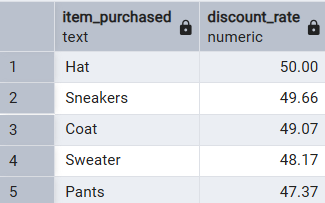 item_purchased discount_rate
text numeric
1 Hat 50.00
2 Sneakers 49.66
3 Coat 49.07
4 Sweater 48.17
5 Pants 47.37